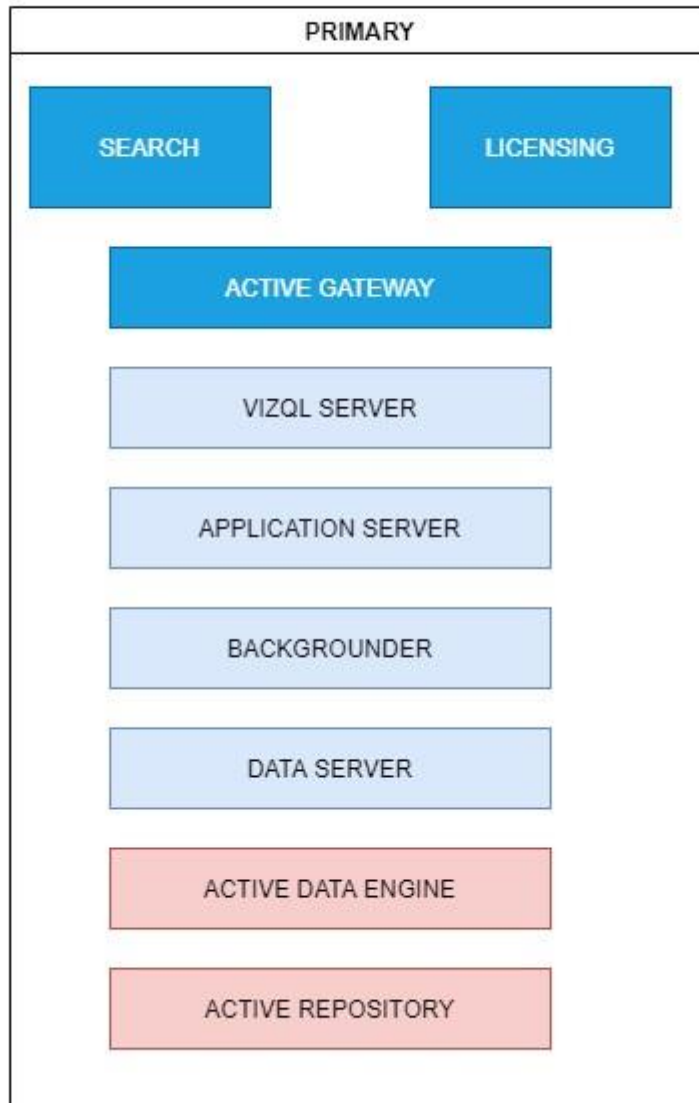 PRIMARY
SEARCH
LICENSING
ACTIVE GATEWAY
VIZQL SERVER
APPLICATION SERVER
BACKGROUNDER
DATA SERVER
ACTIVE DATA ENGINE
ACTIVE REPOSITORY